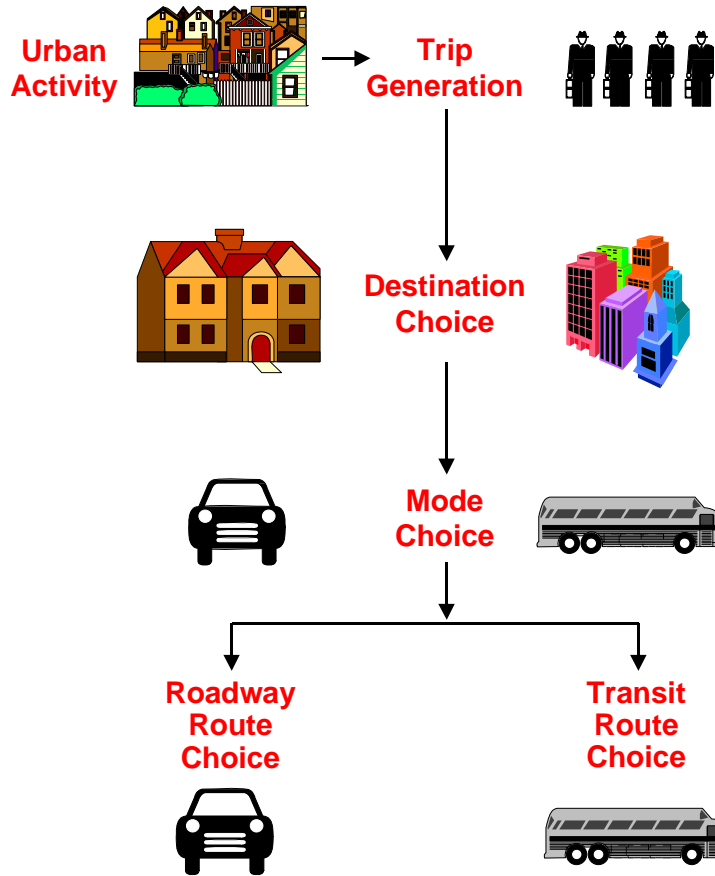 Urban
Activity
Trip
Generation
Destination
Choice
Mode
Choice
Roadway
Route
Choice
Transit
Route
Choice